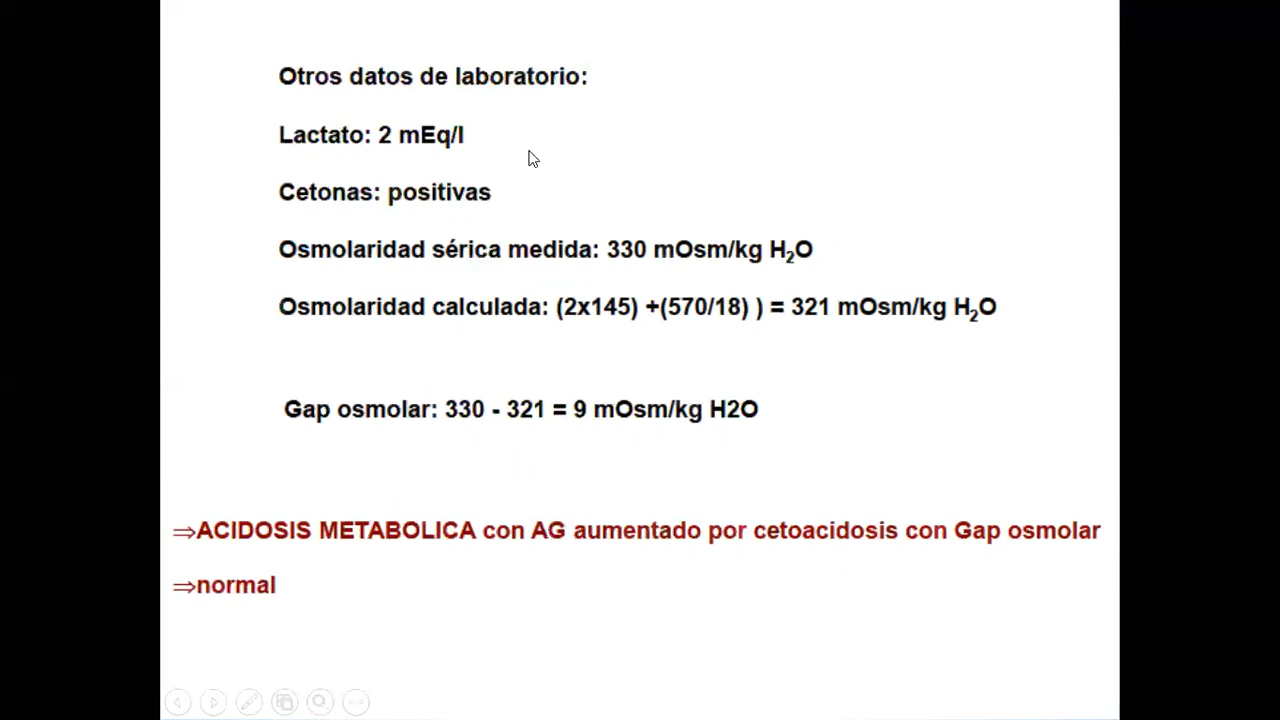 Otros datos de laboratorio:
Lactato: 2 mEq/l
Cetonas: positivas
Osmolaridad sérica medida: 330 mOsm/kg H₂O
Osmolaridad calculada: (2x145) +(570/18) ) = 321 mOsm/kg H₂O
Gap osmolar: 330 - 321 = 9 mOsm/kg H2O
⇒ACIDOSIS METABOLICA con AG aumentado por cetoacidosis con Gap osmolar
⇒normal